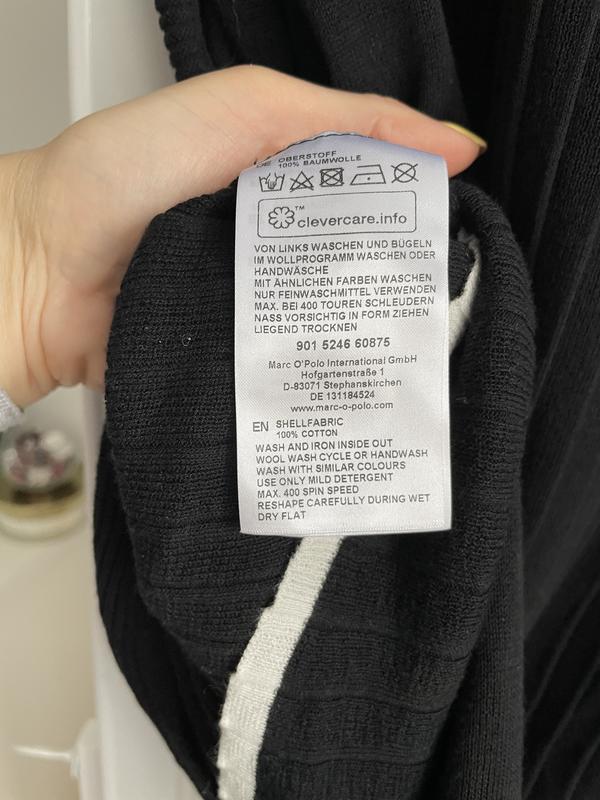 DE OBERSTOFF
100% BAUMWOLLE
clevercare.info™
VON LINKS WASCHEN UND BÜGELN
IM WOLLPROGRAMM WASCHEN ODER
HANDWÄSCHE
MIT ÄHNLICHEN FARBEN WASCHEN
NUR FEINWASCHMITTEL VERWENDEN
MAX. BEI 400 TOUREN SCHLEUDERN
NASS VORSICHTIG IN FORM ZIEHEN
LIEGEND TROCKNEN
901 5246 60875
Marc O'Polo International GmbH
Hofgartenstraße 1
D-83071 Stephanskirchen
DE 131184524
www.marc-o-polo.com
EN SHELLFABRIC
100% COTTON
WASH AND IRON INSIDE OUT
WOOL WASH CYCLE OR HANDWASH
WASH WITH SIMILAR COLOURS
USE ONLY MILD DETERGENT
MAX. 400 SPIN SPEED
RESHAPE CAREFULLY DURING WET
DRY FLAT